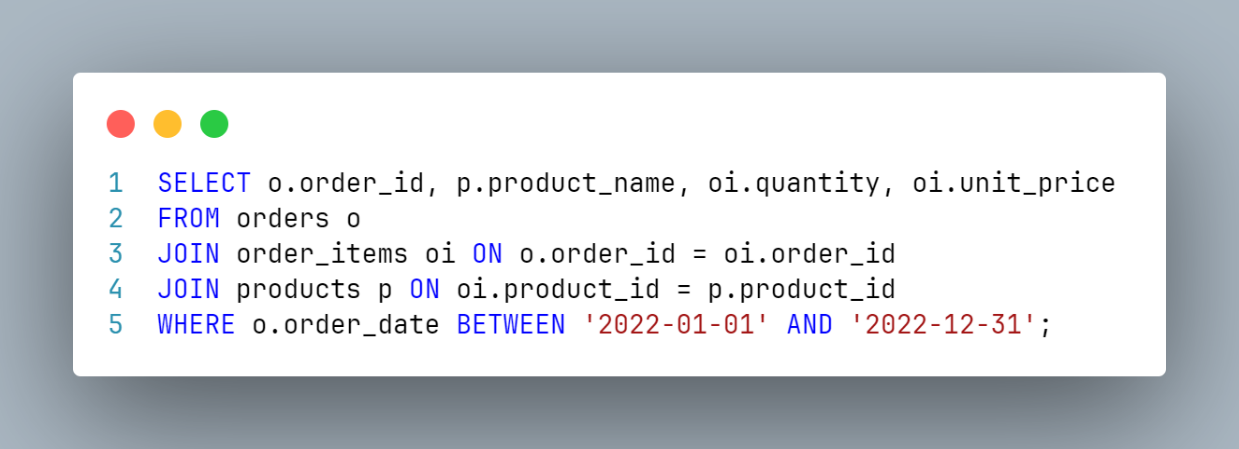 1 SELECT o.order_id, p.product_name, oi.quantity, oi.unit_price
2 FROM orders o
3 JOIN order_items oi ON o.order_id = oi.order_id
4 JOIN products p ON oi.product_id = p.product_id
5 WHERE o.order_date BETWEEN '2022-01-01' AND '2022-12-31';